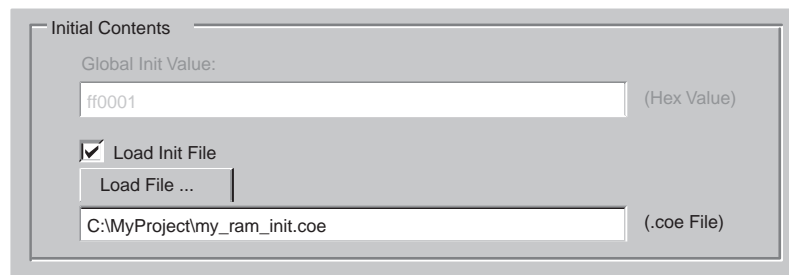 Initial Contents
Global Init Value:
ff0001 (Hex Value)
Load Init File
Load File ...
C:\MyProject\my_ram_init.coe (.coe File)